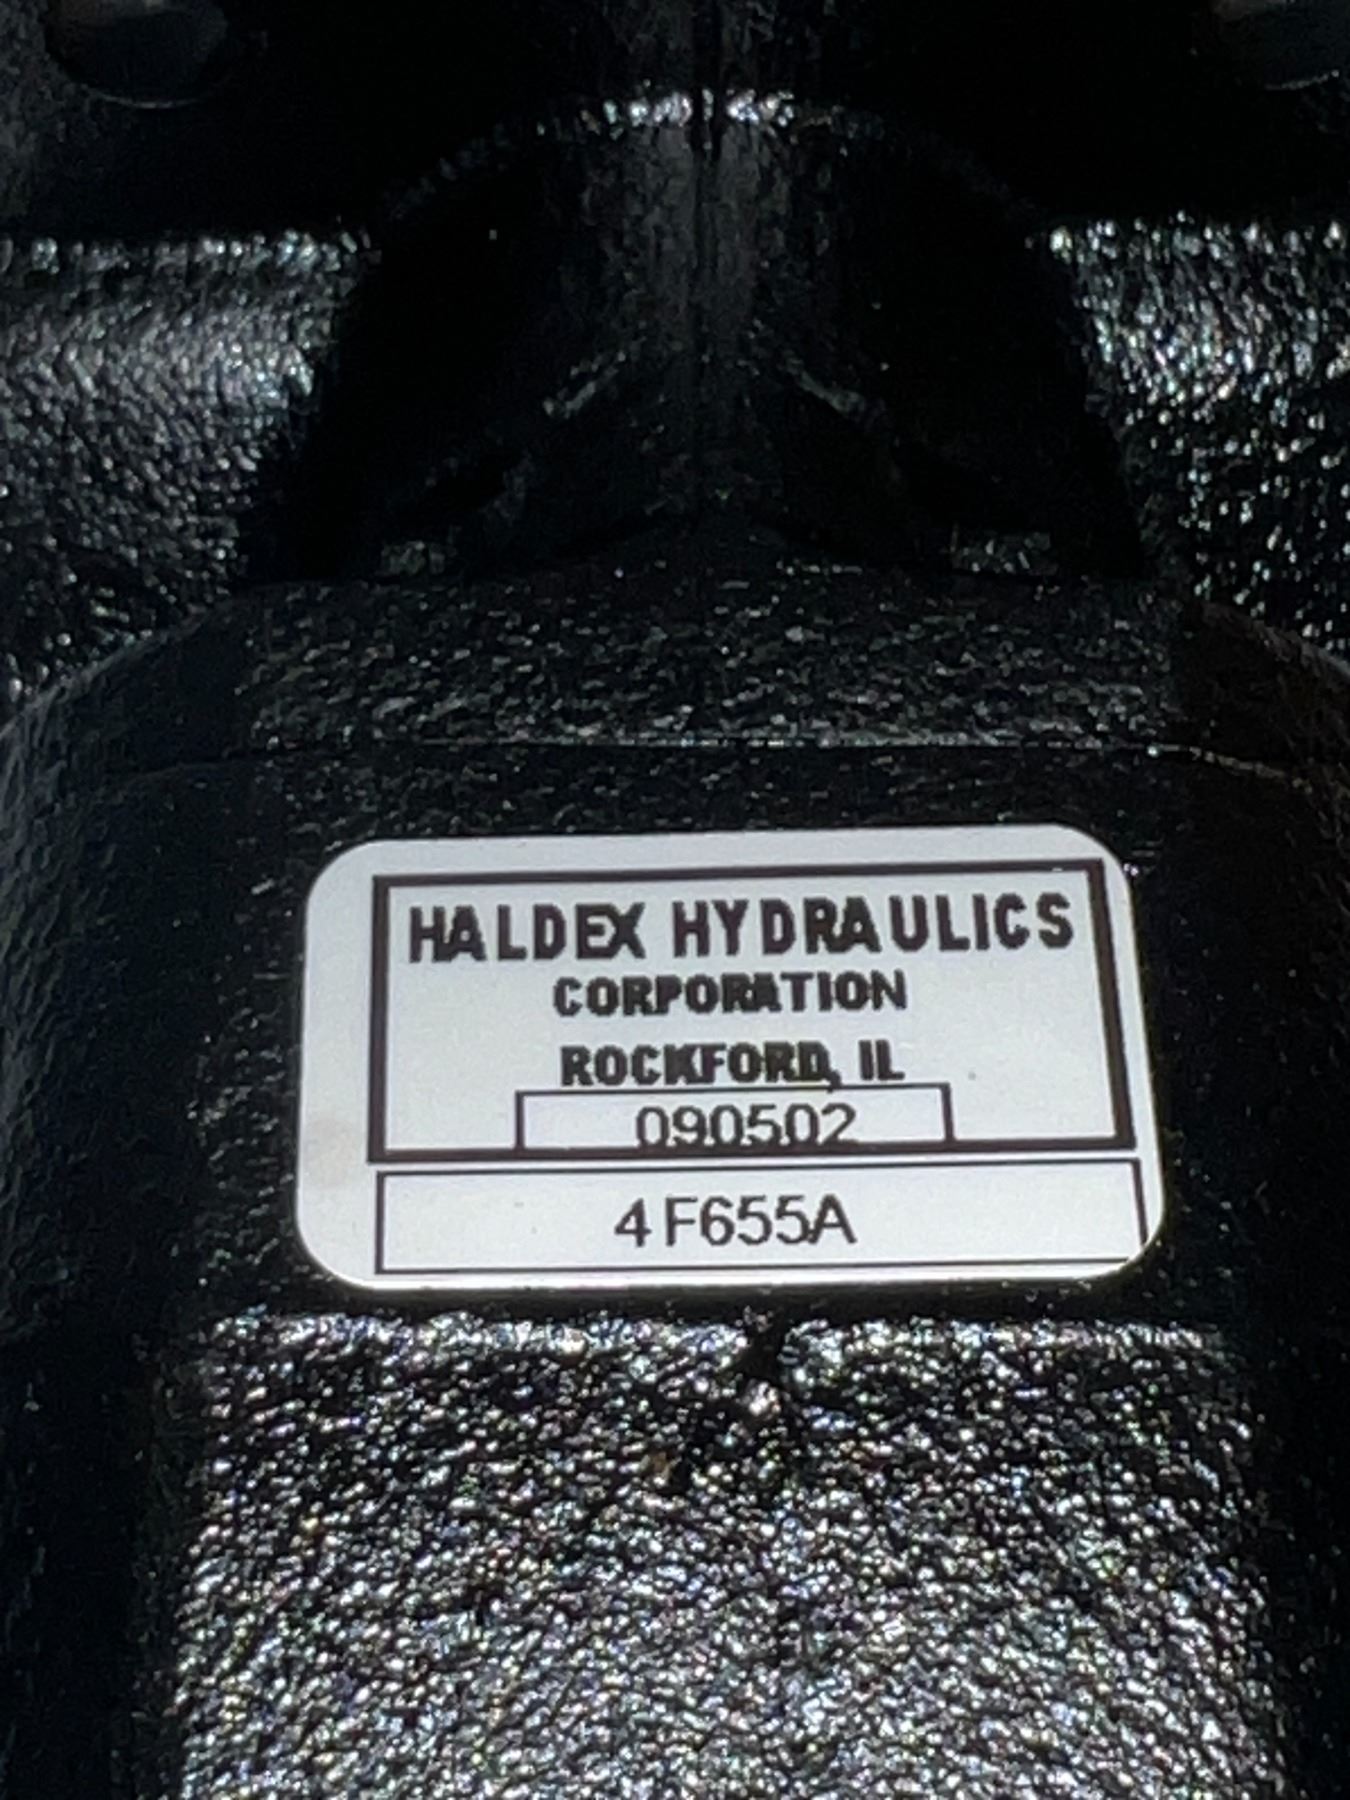 HALDEX HYDRAULICS
CORPORATION
ROCKFORD, IL
090502
4F655A